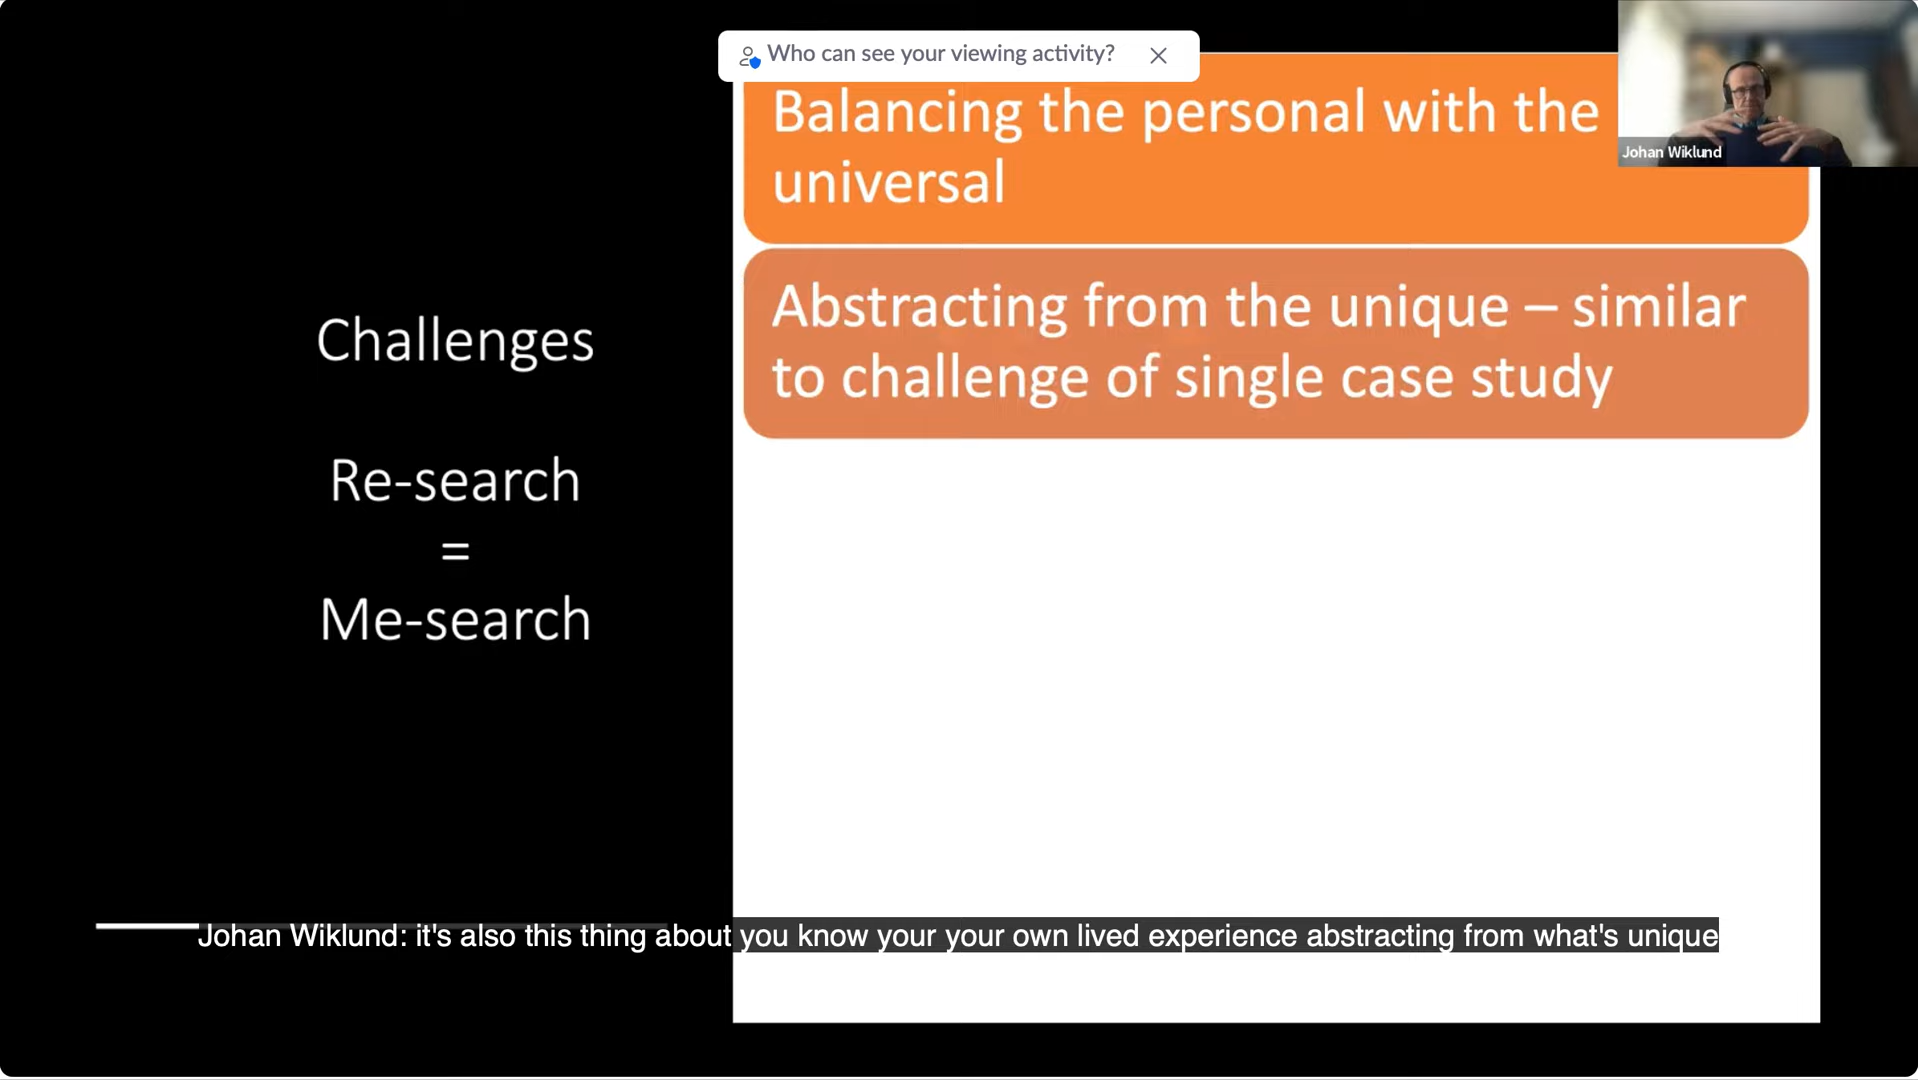 Who can see your viewing activity?
Balancing the personal with the
universal
Johan Wiklund
Abstracting from the unique – similar
to challenge of single case study
Challenges
Re-search
=
Me-search
Johan Wiklund: it's also this thing about you know your your own lived experience abstracting from what's unique